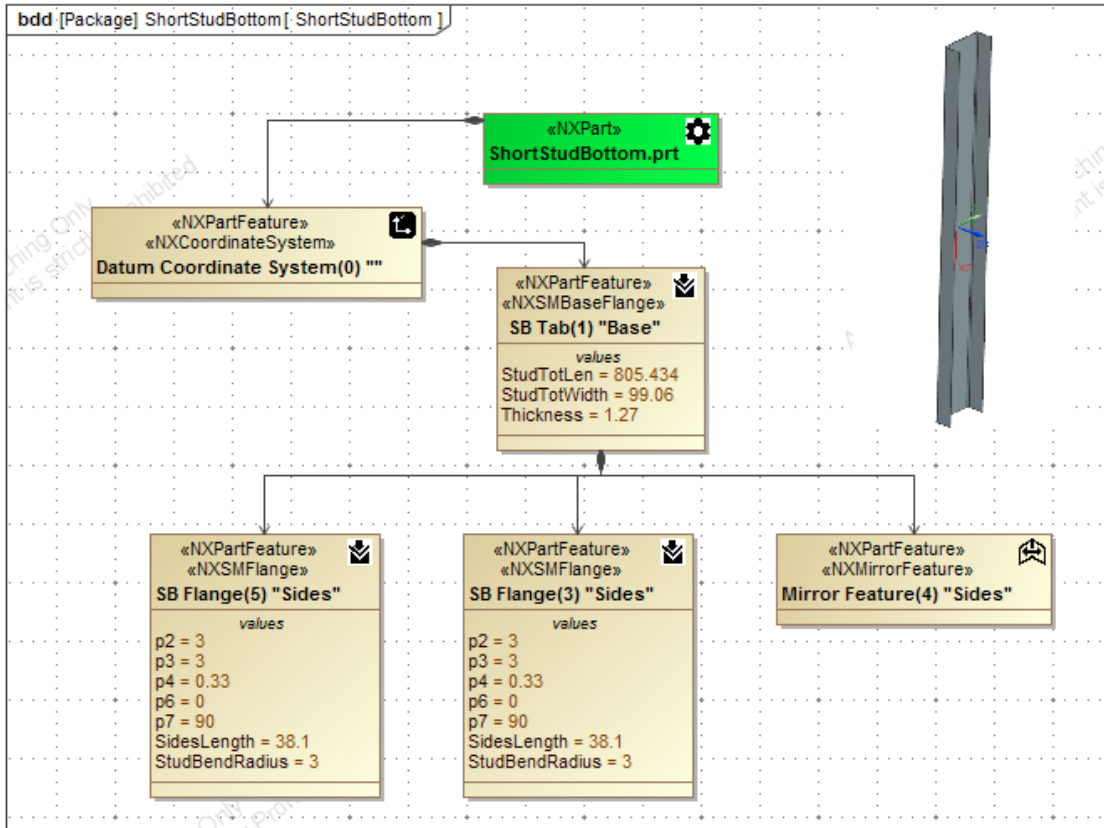 bdd [Package] ShortStudBottom[ ShortStudBottom ]
«NXPart»
ShortStudBottom.prt
«NXPartFeature»
«NXCoordinateSystem»
Datum Coordinate System(0) ""
«NXPartFeature»
«NXSMBaseFlange»
SB Tab(1) "Base"
values
StudTotLen = 805.434
StudTotWidth = 99.06
Thickness = 1.27
«NXPartFeature»
«NXSMFlange»
SB Flange(5) "Sides"
values
p2 = 3
p3 = 3
p4 = 0.33
p6 = 0
p7 = 90
SidesLength = 38.1
StudBendRadius = 3
«NXPartFeature»
«NXSMFlange»
SB Flange(3) "Sides"
values
p2 = 3
p3 = 3
p4 = 0.33
p6 = 0
p7 = 90
SidesLength = 38.1
StudBendRadius = 3
«NXPartFeature»
«NXMirrorFeature»
Mirror Feature(4) "Sides"